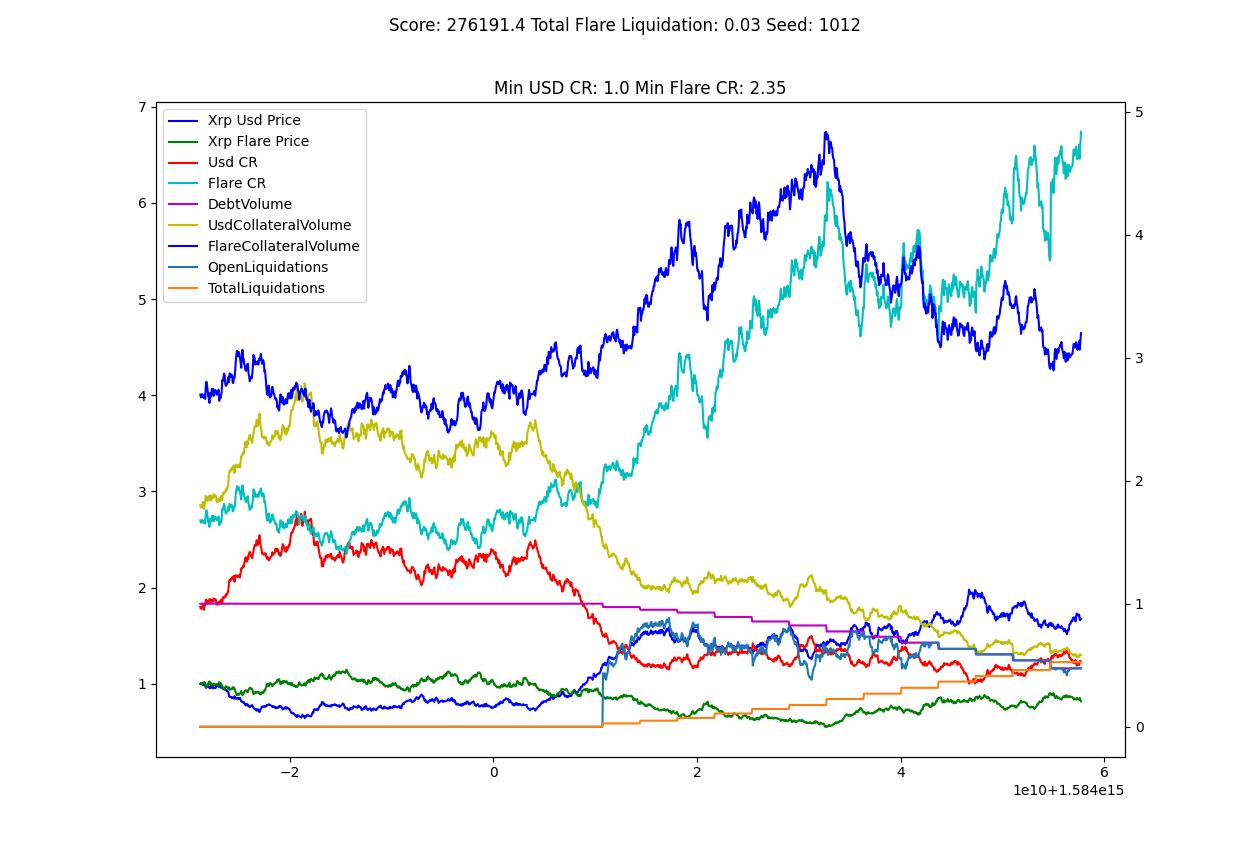 Score: 276191.4 Total Flare Liquidation: 0.03 Seed: 1012
Min USD CR: 1.0 Min Flare CR: 2.35
Xrp Usd Price
Xrp Flare Price
Usd CR
Flare CR
DebtVolume
UsdCollateralVolume
FlareCollateralVolume
OpenLiquidations
TotalLiquidations
7
6
5
4
3
2
1
5
4
3
2
1
0
−2
0
2
4
6
1e10+1.584e15